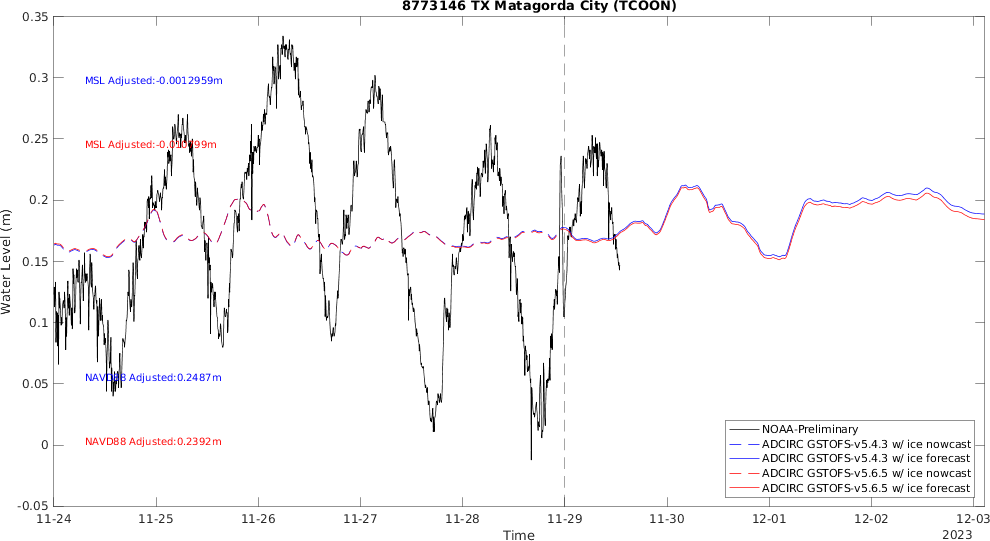 8773146 TX Matagorda City (TCOON)
0.35
0.3
0.25
0.2
0.15
0.1
0.05
0
-0.05
Water Level (m)
MSL Adjusted:-0.0012959m
MSL Adjusted:-0.010799m
NAVD88 Adjusted:0.2487m
NAVD88 Adjusted:0.2392m
NOAA-Preliminary
ADCIRC GSTOFS-v5.4.3 w/ ice nowcast
ADCIRC GSTOFS-v5.4.3 w/ ice forecast
ADCIRC GSTOFS-v5.6.5 w/ ice nowcast
ADCIRC GSTOFS-v5.6.5 w/ ice forecast
11-24 11-25 11-26 11-27 11-28 11-29 11-30 12-01 12-02 12-03
Time
2023